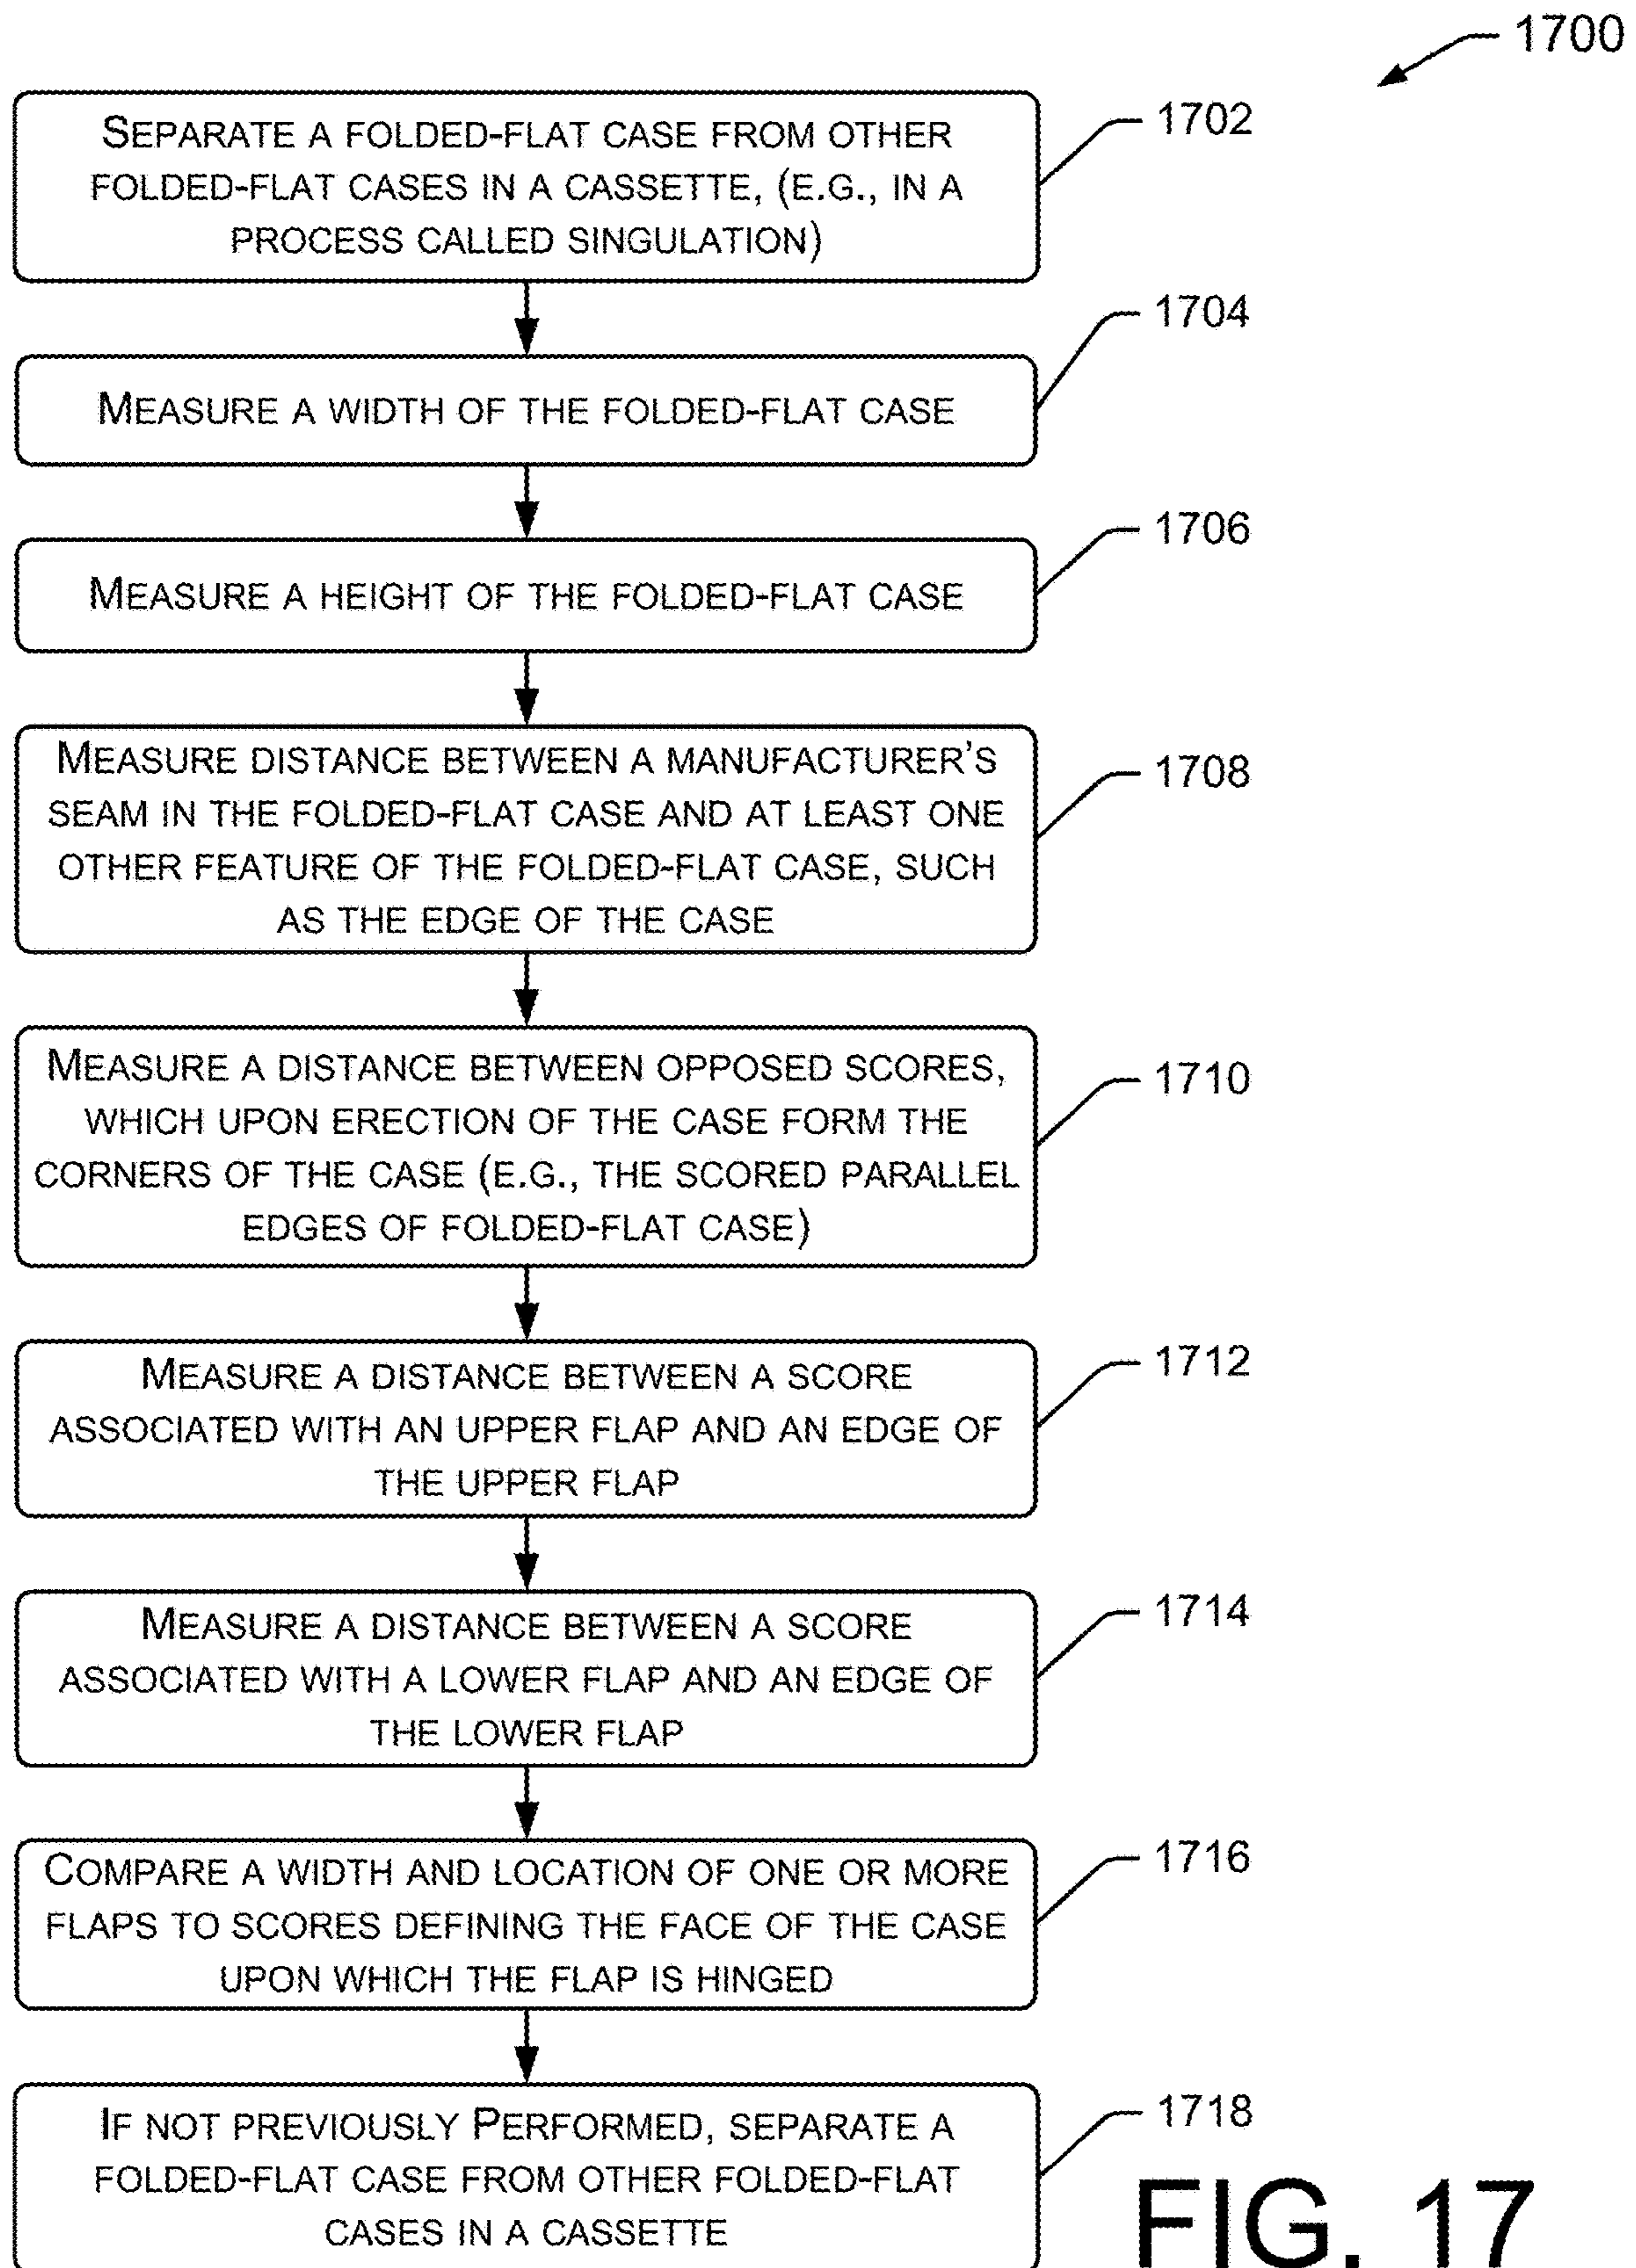 1700
SEPARATE A FOLDED-FLAT CASE FROM OTHER
FOLDED-FLAT CASES IN A CASSETTE, (E.G., IN A
PROCESS CALLED SINGULATION)
1702
MEASURE A WIDTH OF THE FOLDED-FLAT CASE
1704
MEASURE A HEIGHT OF THE FOLDED-FLAT CASE
1706
MEASURE DISTANCE BETWEEN A MANUFACTURER'S
SEAM IN THE FOLDED-FLAT CASE AND AT LEAST ONE
OTHER FEATURE OF THE FOLDED-FLAT CASE, SUCH
AS THE EDGE OF THE CASE
1708
MEASURE A DISTANCE BETWEEN OPPOSED SCORES,
WHICH UPON ERECTION OF THE CASE FORM THE
CORNERS OF THE CASE (E.G., THE SCORED PARALLEL
EDGES OF FOLDED-FLAT CASE)
1710
MEASURE A DISTANCE BETWEEN A SCORE
ASSOCIATED WITH AN UPPER FLAP AND AN EDGE OF
THE UPPER FLAP
1712
MEASURE A DISTANCE BETWEEN A SCORE
ASSOCIATED WITH A LOWER FLAP AND AN EDGE OF
THE LOWER FLAP
1714
COMPARE A WIDTH AND LOCATION OF ONE OR MORE
FLAPS TO SCORES DEFINING THE FACE OF THE CASE
UPON WHICH THE FLAP IS HINGED
1716
IF NOT PREVIOUSLY PERFORMED, SEPARATE A
FOLDED-FLAT CASE FROM OTHER FOLDED-FLAT
CASES IN A CASSETTE
1718
FIG. 17